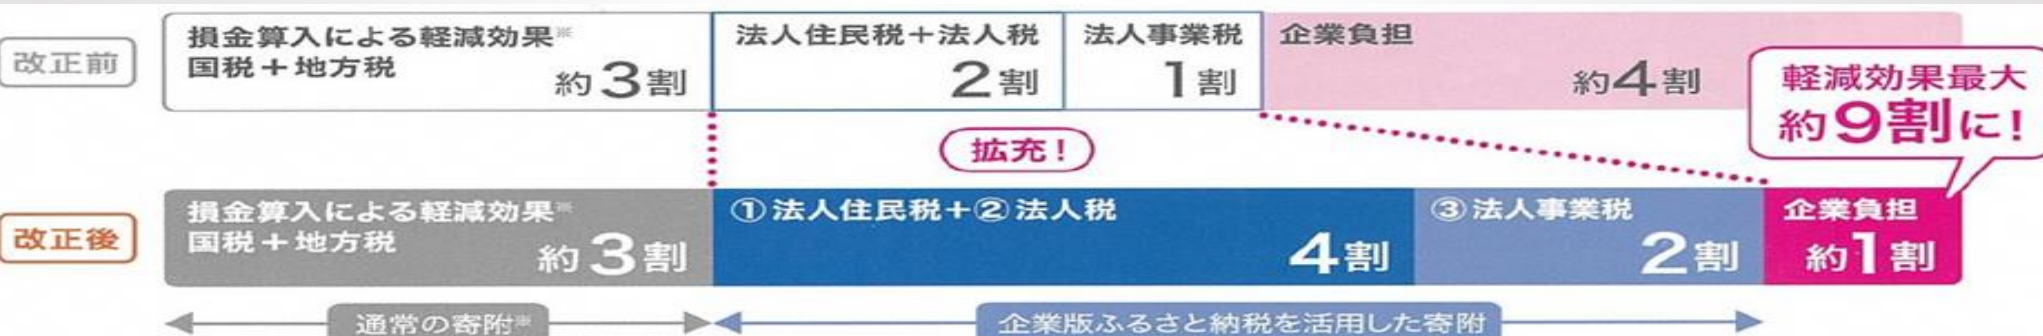 改正前
損金算入による軽減効果※
国税＋地方税
約3割
法人住民税＋法人税
2割
法人事業税
1割
企業負担
約4割
軽減効果最大
約9割に！
拡充！
改正後
損金算入による軽減効果※
国税＋地方税
約3割
①法人住民税＋②法人税
4割
③法人事業税
2割
企業負担
約1割
通常の寄附※
企業版ふるさと納税を活用した寄附